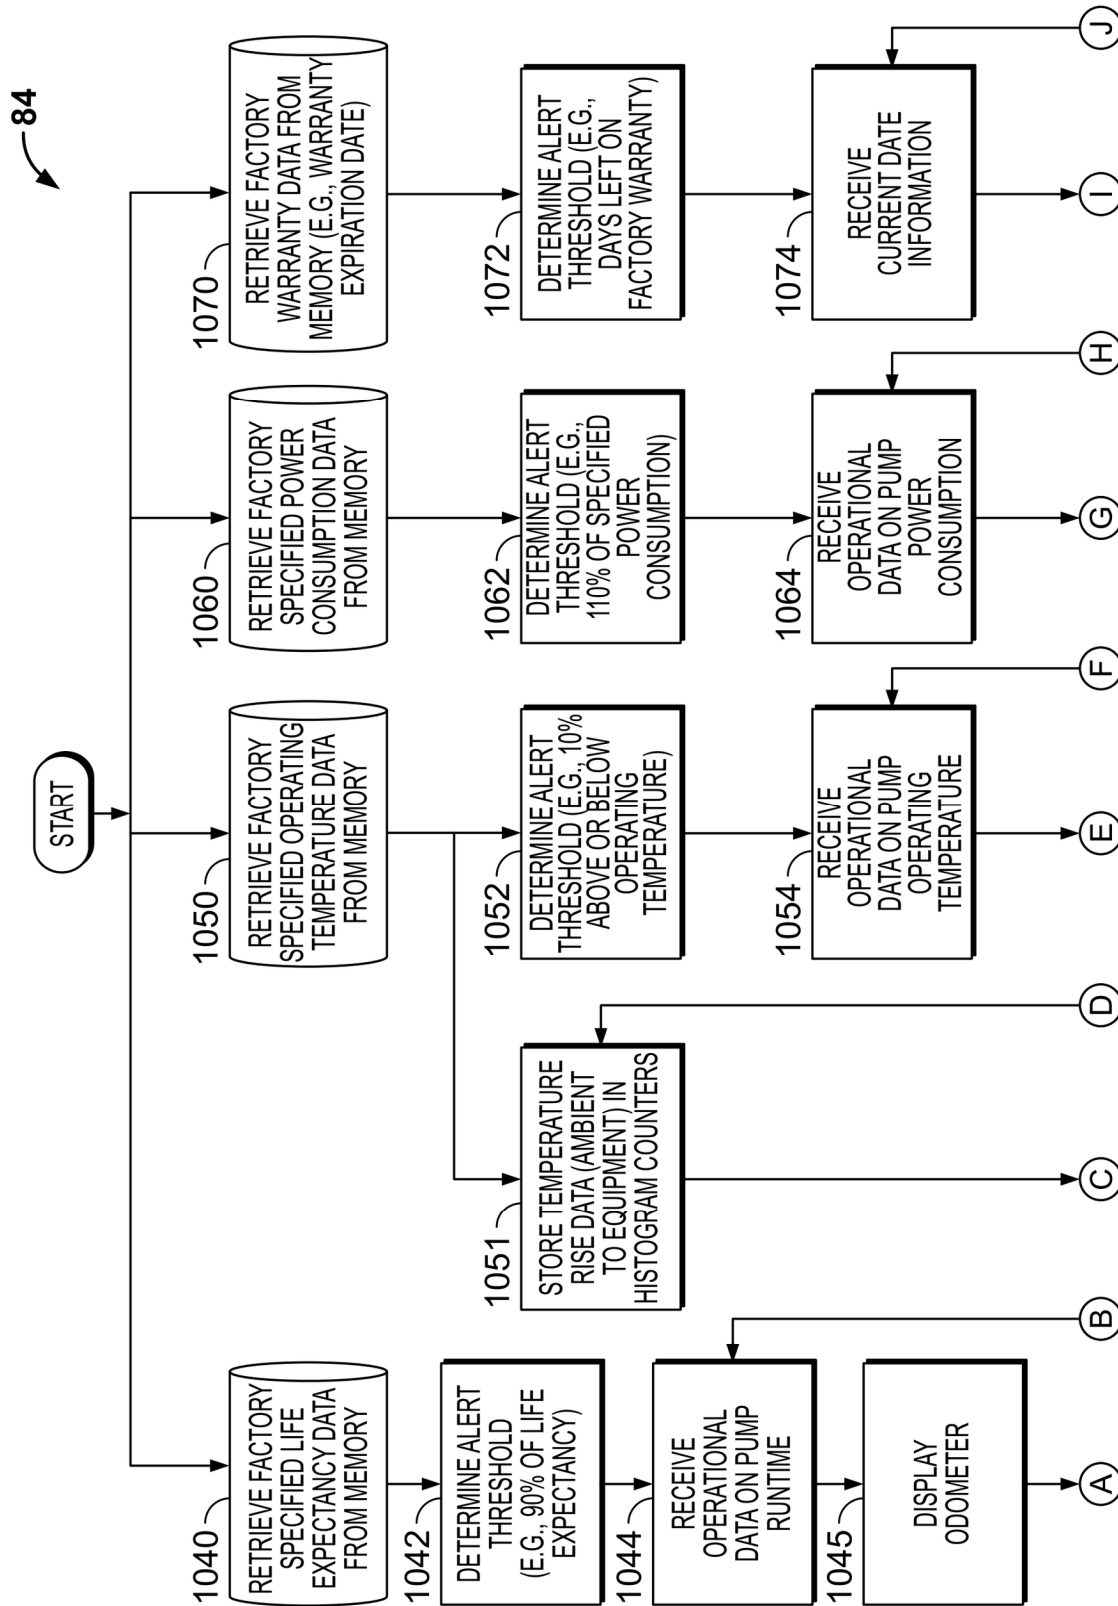 84
START
1040
RETRIEVE FACTORY
SPECIFIED LIFE
EXPECTANCY DATA
FROM MEMORY
1050
RETRIEVE FACTORY
SPECIFIED OPERATING
TEMPERATURE DATA
FROM MEMORY
1060
RETRIEVE FACTORY
SPECIFIED POWER
CONSUMPTION DATA
FROM MEMORY
1070
RETRIEVE FACTORY
WARRANTY DATA FROM
MEMORY (E.G., WARRANTY
EXPIRATION DATE)
1042
DETERMINE ALERT
THRESHOLD
(E.G., 90% OF LIFE
EXPECTANCY)
1051
STORE TEMPERATURE
RISE DATA (AMBIENT
TO EQUIPMENT) IN
HISTOGRAM COUNTERS
1052
DETERMINE ALERT
THRESHOLD (E.G., 10%
ABOVE OR BELOW
OPERATING
TEMPERATURE)
1062
DETERMINE ALERT
THRESHOLD (E.G.,
110% OF SPECIFIED
POWER
CONSUMPTION)
1072
DETERMINE ALERT
THRESHOLD (E.G.,
DAYS LEFT ON
FACTORY WARRANTY)
1044
RECEIVE
OPERATIONAL
DATA ON PUMP
RUNTIME
1054
RECEIVE
OPERATIONAL
DATA ON PUMP
OPERATING
TEMPERATURE
1064
RECEIVE
OPERATIONAL
DATA ON PUMP
POWER
CONSUMPTION
1074
RECEIVE
CURRENT DATE
INFORMATION
1045
DISPLAY
ODOMETER
A
B
C
D
E
F
G
H
I
J